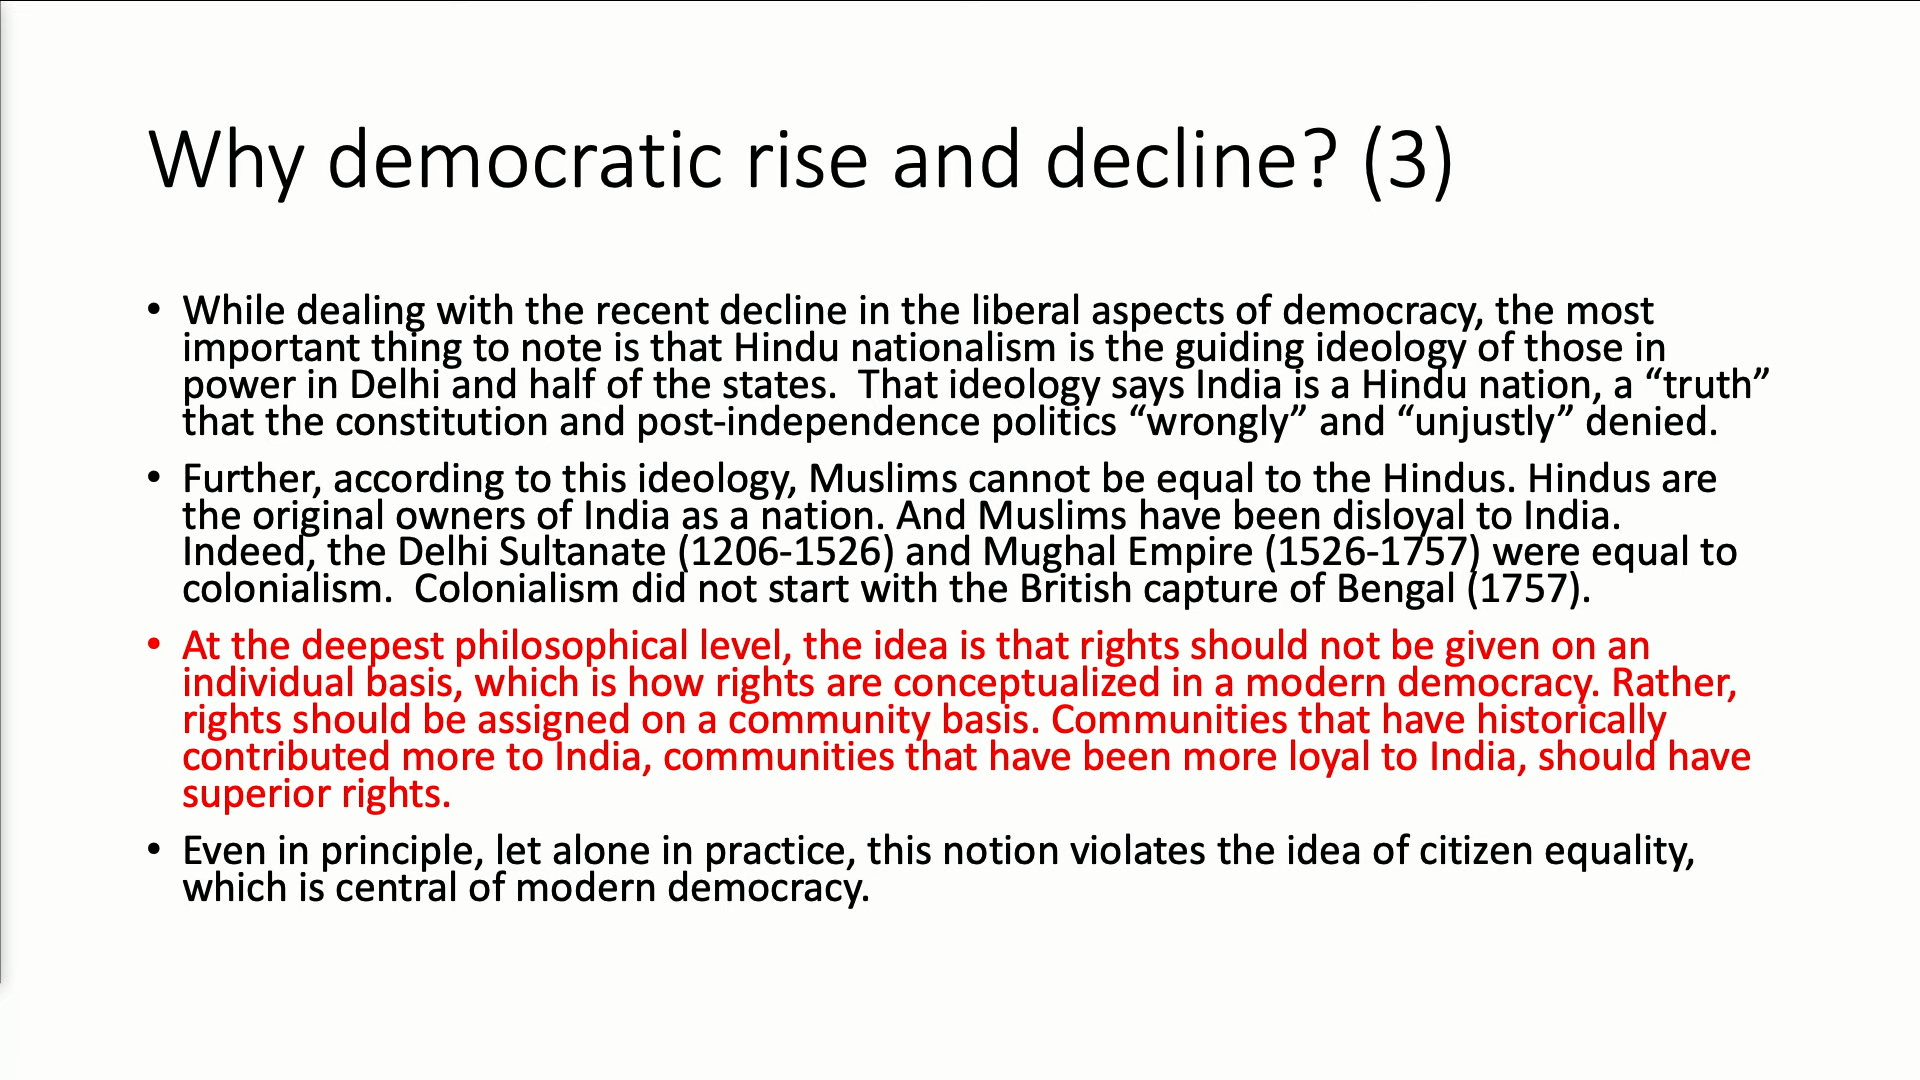 Why democratic rise and decline? (3)
• While dealing with the recent decline in the liberal aspects of democracy, the most
important thing to note is that Hindu nationalism is the guiding ideology of those in
power in Delhi and half of the states.  That ideology says India is a Hindu nation, a “truth”
that the constitution and post-independence politics “wrongly” and “unjustly” denied.
• Further, according to this ideology, Muslims cannot be equal to the Hindus. Hindus are
the original owners of India as a nation. And Muslims have been disloyal to India.
Indeed, the Delhi Sultanate (1206-1526) and Mughal Empire (1526-1757) were equal to
colonialism.  Colonialism did not start with the British capture of Bengal (1757).
• At the deepest philosophical level, the idea is that rights should not be given on an
individual basis, which is how rights are conceptualized in a modern democracy. Rather,
rights should be assigned on a community basis. Communities that have historically
contributed more to India, communities that have been more loyal to India, should have
superior rights.
• Even in principle, let alone in practice, this notion violates the idea of citizen equality,
which is central of modern democracy.